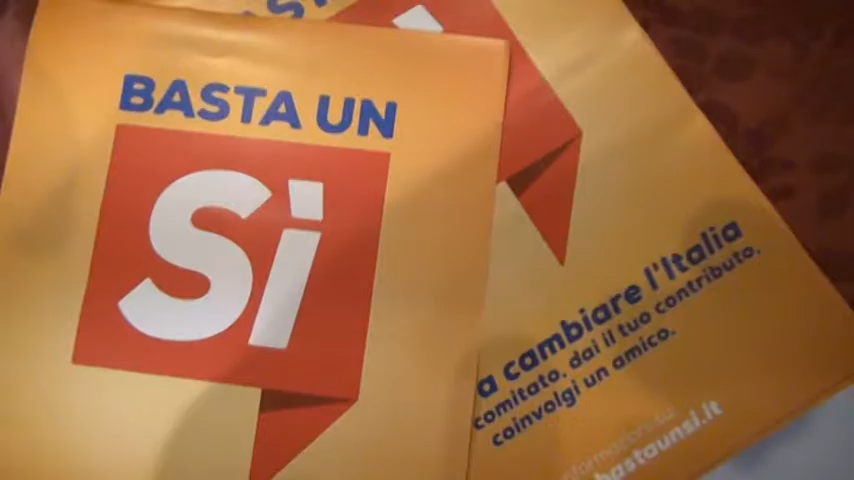 BASTA UN
Sì
a cambiare l'Italia
comitato. dai il tuo contributo.
coinvolgi un amico.
bastaunsi.it